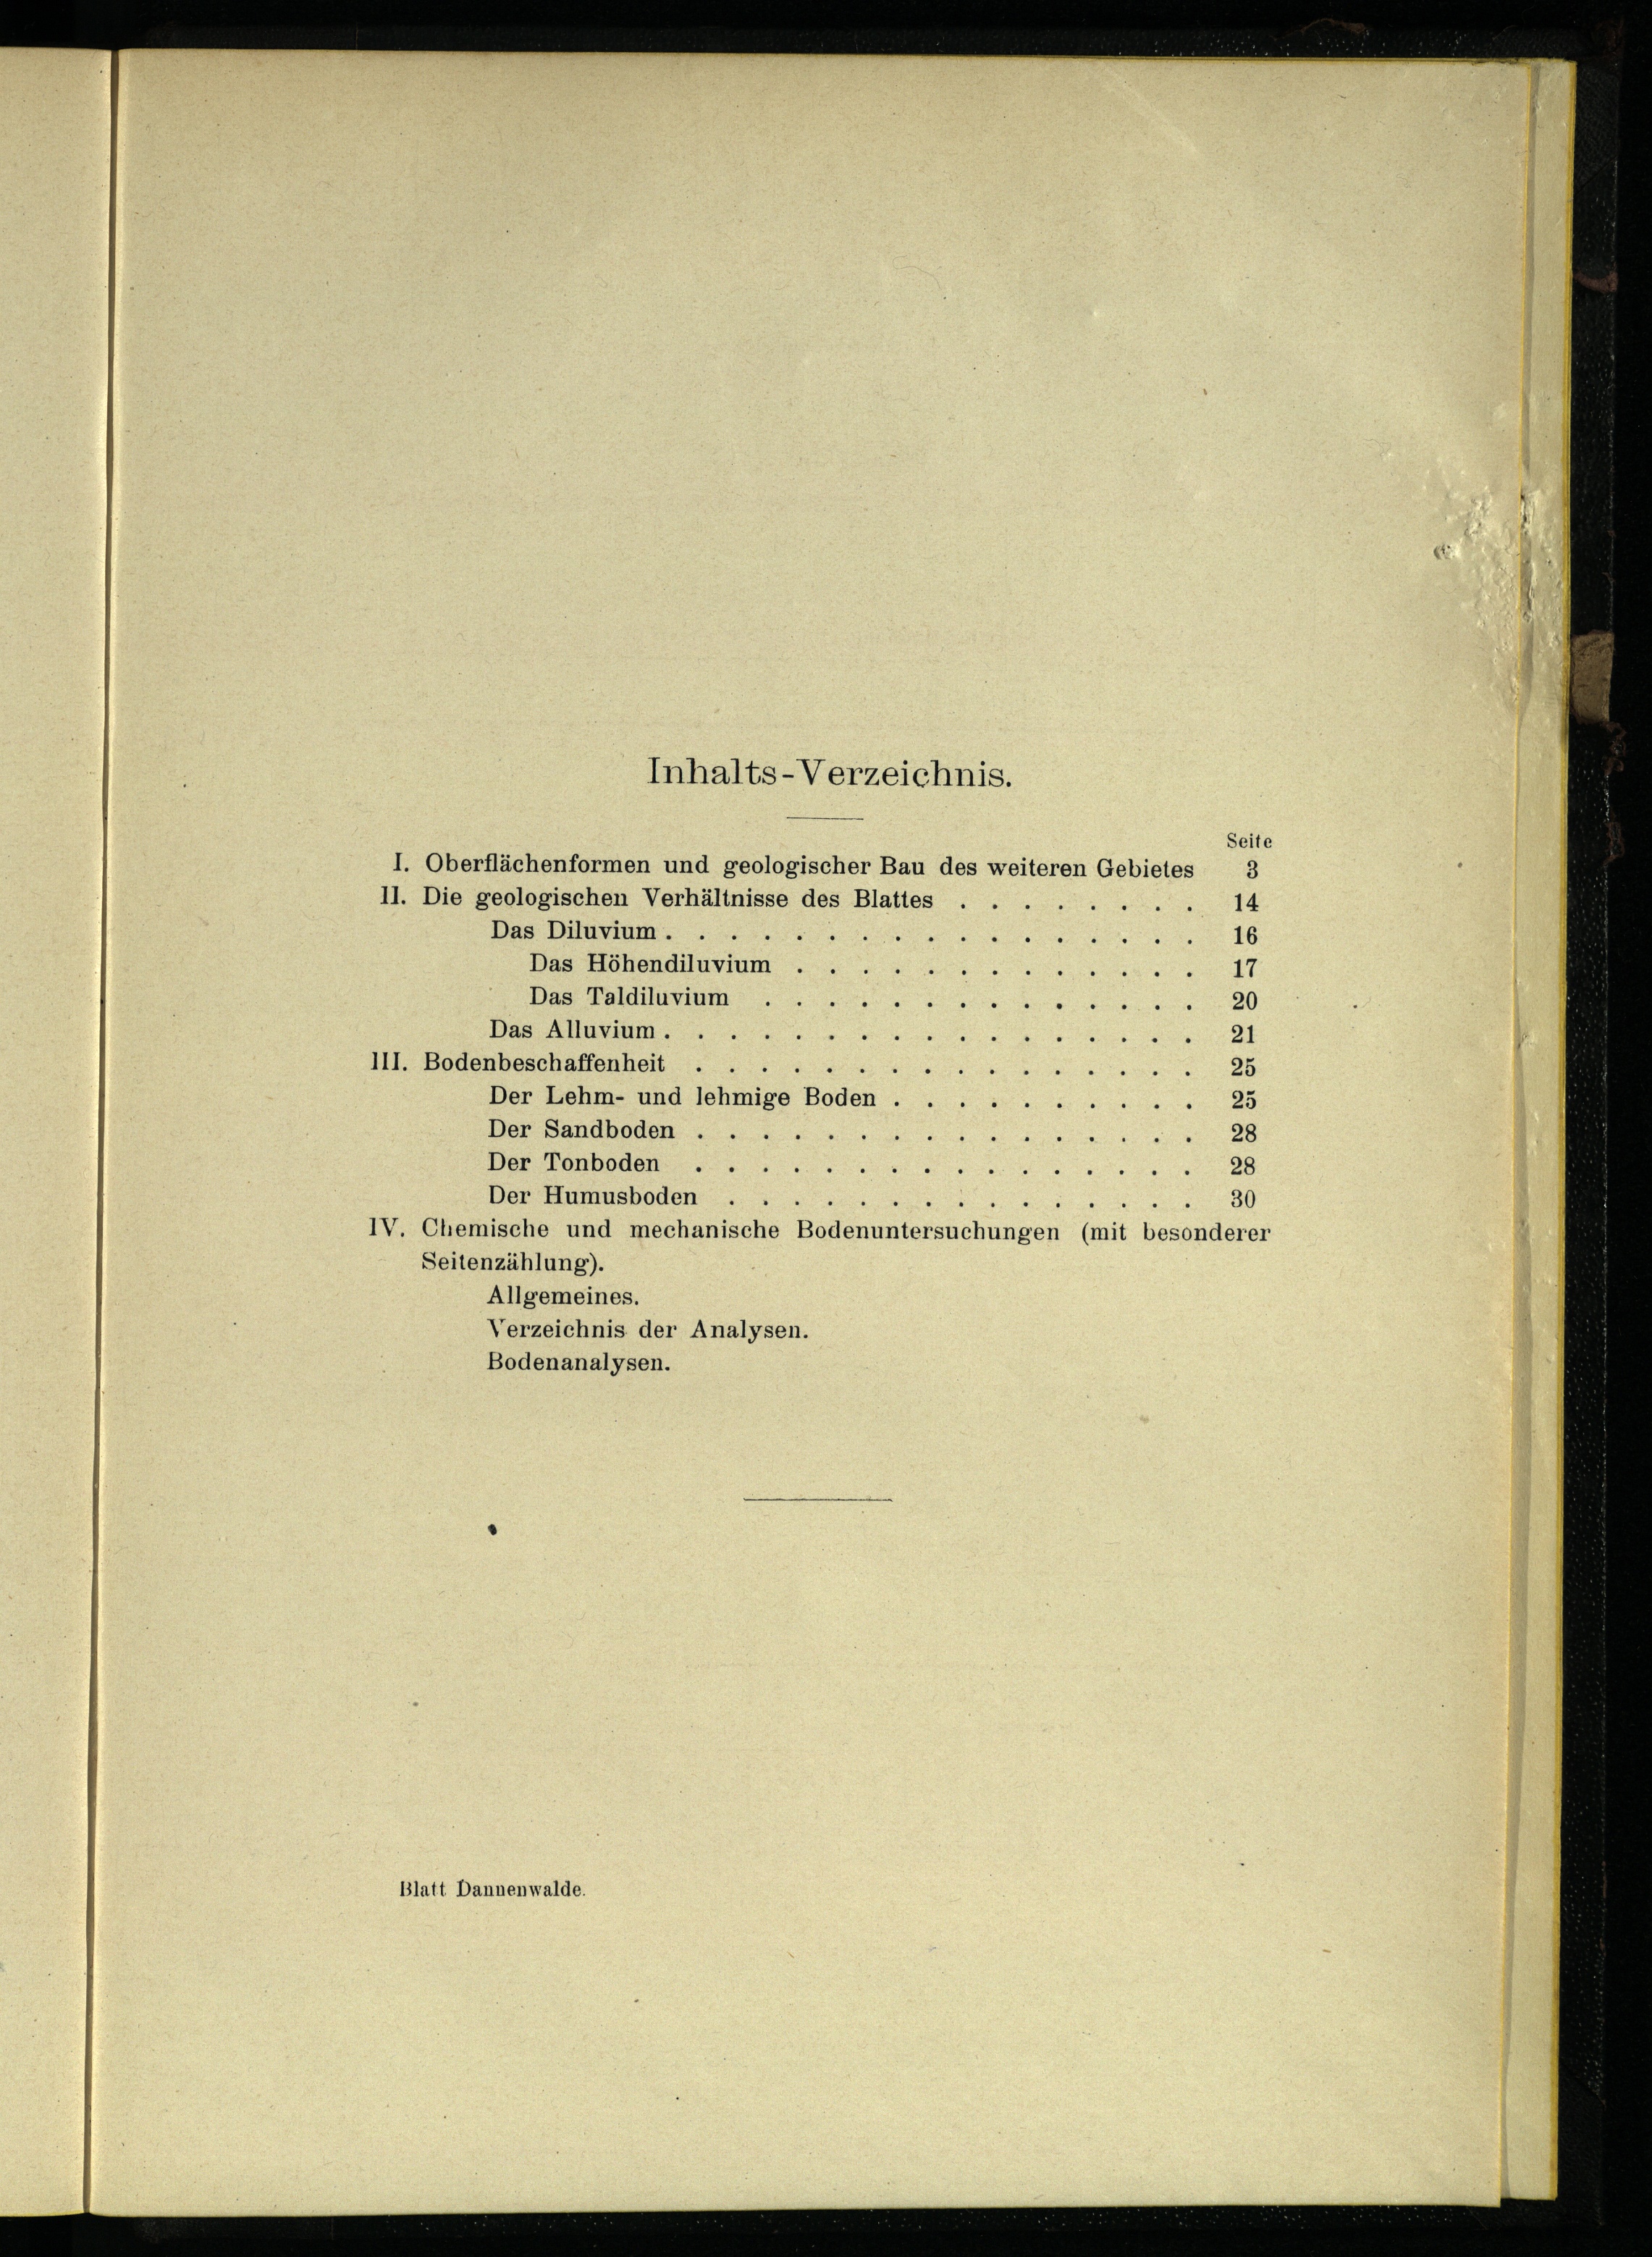 Inhalts-Verzeichnis.
Seite
I. Oberflächenformen und geologischer Bau des weiteren Gebietes 3
II. Die geologischen Verhältnisse des Blattes . . . . . . . . 14
Das Diluvium . . . . . . . . . . . . . . . . . 16
Das Höhendiluvium . . . . . . . . . . . . . 17
Das Taldiluvium . . . . . . . . . . . . . . 20
Das Alluvium . . . . . . . . . . . . . . . . . 21
III. Bodenbeschaffenheit . . . . . . . . . . . . . . . . 25
Der Lehm- und lehmige Boden . . . . . . . . . . 25
Der Sandboden . . . . . . . . . . . . . . . . 28
Der Tonboden . . . . . . . . . . . . . . . . 28
Der Humusboden . . . . . . . . . . . . . . . 30
IV. Chemische und mechanische Bodenuntersuchungen (mit besonderer
Seitenzählung).
Allgemeines.
Verzeichnis der Analysen.
Bodenanalysen.
Blatt Dannenwalde.